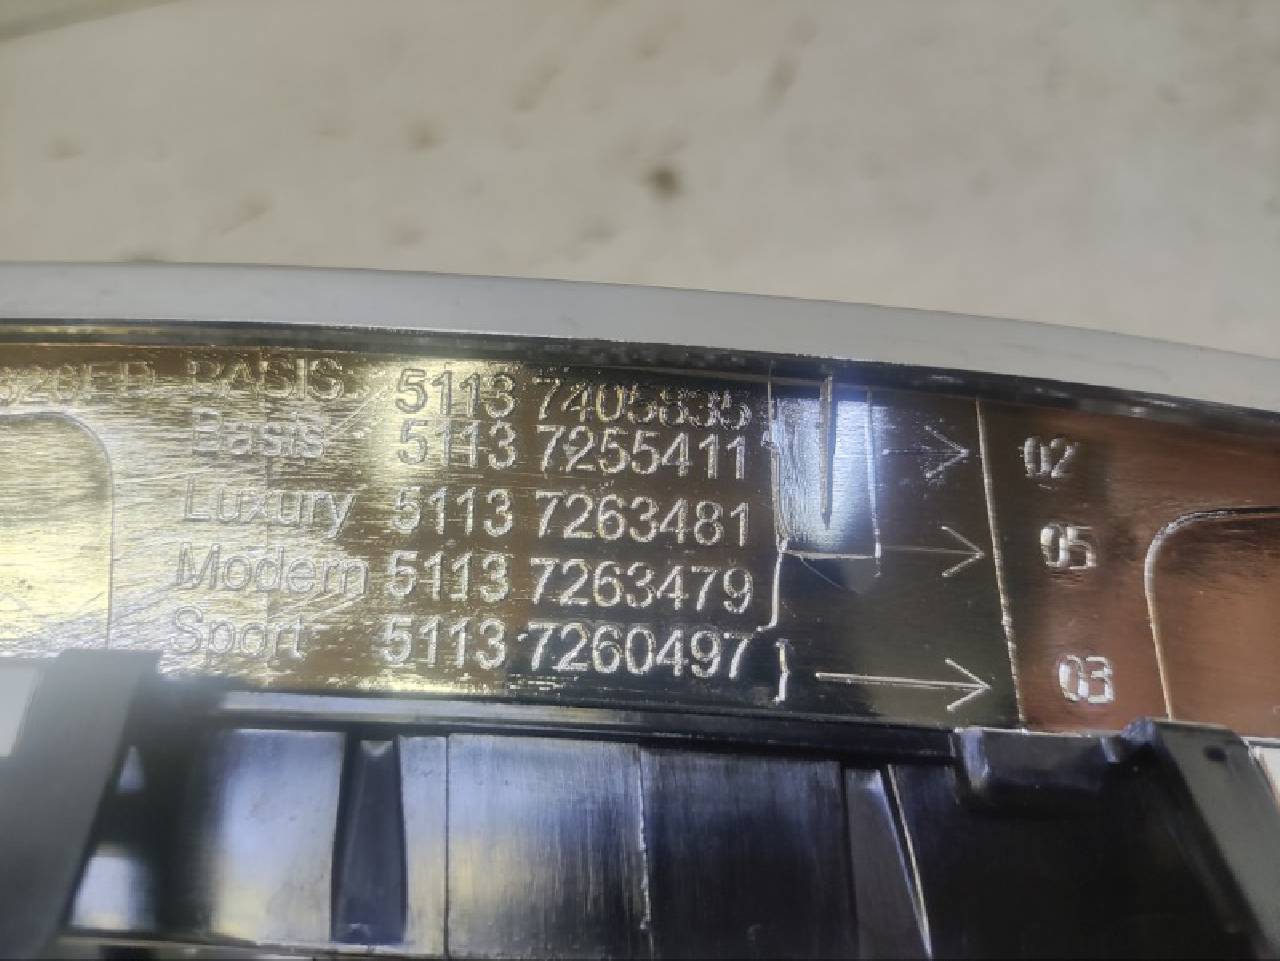 BASIS 5113 7405835
Basis 5113 7255411 02
Luxury 5113 7263481 05
Modern 5113 7263479
Sport 5113 7260497 03